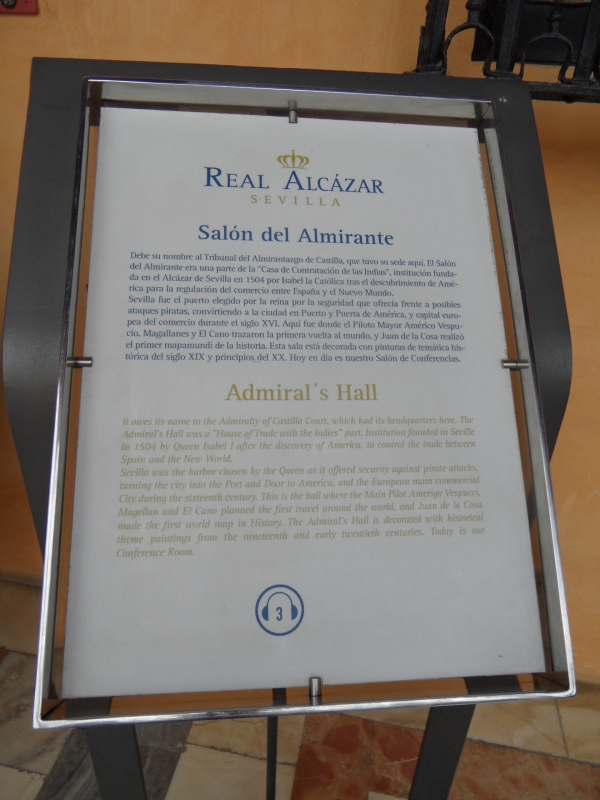 REAL ALCÁZAR
SEVILLA
Salón del Almirante
Debe su nombre al Tribunal del Almirantazgo de Castilla, que tuvo su sede aquí. El Salón
del Almirante era una parte de la "Casa de Contratación de las Indias", institución funda-
da en el Alcázar de Sevilla en 1504 por Isabel la Católica tras el descubrimiento de Amé-
rica para la regulación del comercio entre España y el Nuevo Mundo.
Sevilla fue el puerto elegido por la reina por la seguridad que ofrecía frente a posibles
ataques piratas, convirtiendo a la ciudad en Puerto y Puerta de América, y capital euro-
pea del comercio durante el siglo XVI. Aquí fue donde el Piloto Mayor Américo Vespu-
cio, Magallanes y El Cano trazaron la primera vuelta al mundo, y Juan de la Cosa realizó
el primer mapamundi de la historia. Esta sala está decorada con pinturas de temática his-
tórica del siglo XIX y principios del XX. Hoy en día es nuestro Salón de Conferencias.
Admiral´s Hall
It owes its name to the Admiralty of Castilla Court, which had its headquarters here. The
Admiral's Hall was a "House of Trade with the Indies" part, Institution founded in Seville
in 1504 by Queen Isabel I after the discovery of America, to control the trade between
Spain and the New World.
Sevilla was the harbor chosen by the Queen as it offered security against pirate attacks,
turning the city into the Port and Door to America, and the European main commercial
City during the sixteenth century. This is the hall where the Main Pilot Amerigo Vespucci,
Magellan and El Cano planned the first travel around the world, and Juan de la Cosa
made the first world map in History. The Admiral's Hall is decorated with historical
theme paintings from the nineteenth and early twentieth centuries. Today is our
Conference Room.
3